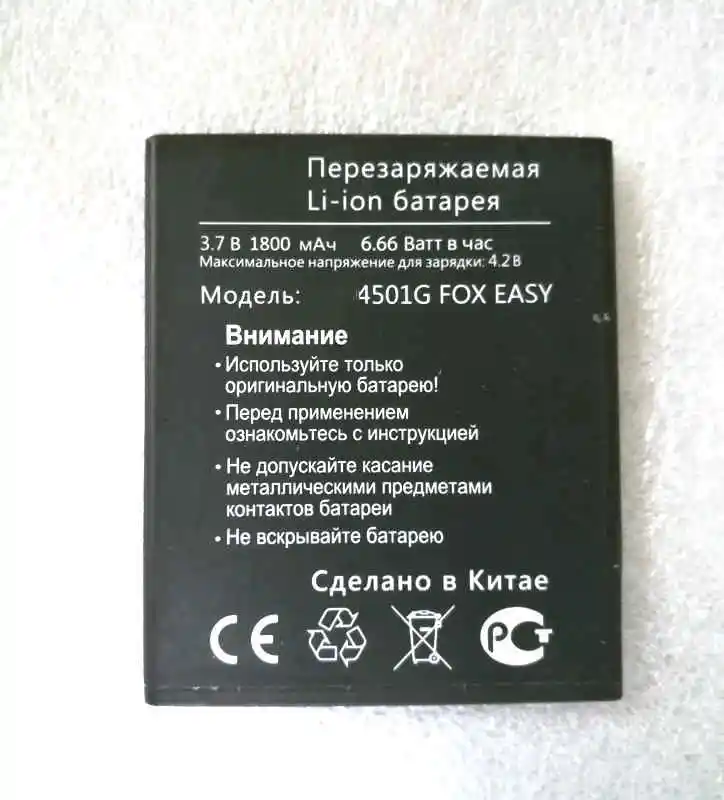 Перезаряжаемая
Li-ion батарея
3.7 В 1800 мАч 6.66 Ватт в час
Максимальное напряжение для зарядки: 4.2 В
Модель: 4501G FOX EASY
Внимание
• Используйте только
оригинальную батарею!
• Перед применением
ознакомьтесь с инструкцией
• Не допускайте касание
металлическими предметами
контактов батареи
• Не вскрывайте батарею
Сделано в Китае
CE РСТ